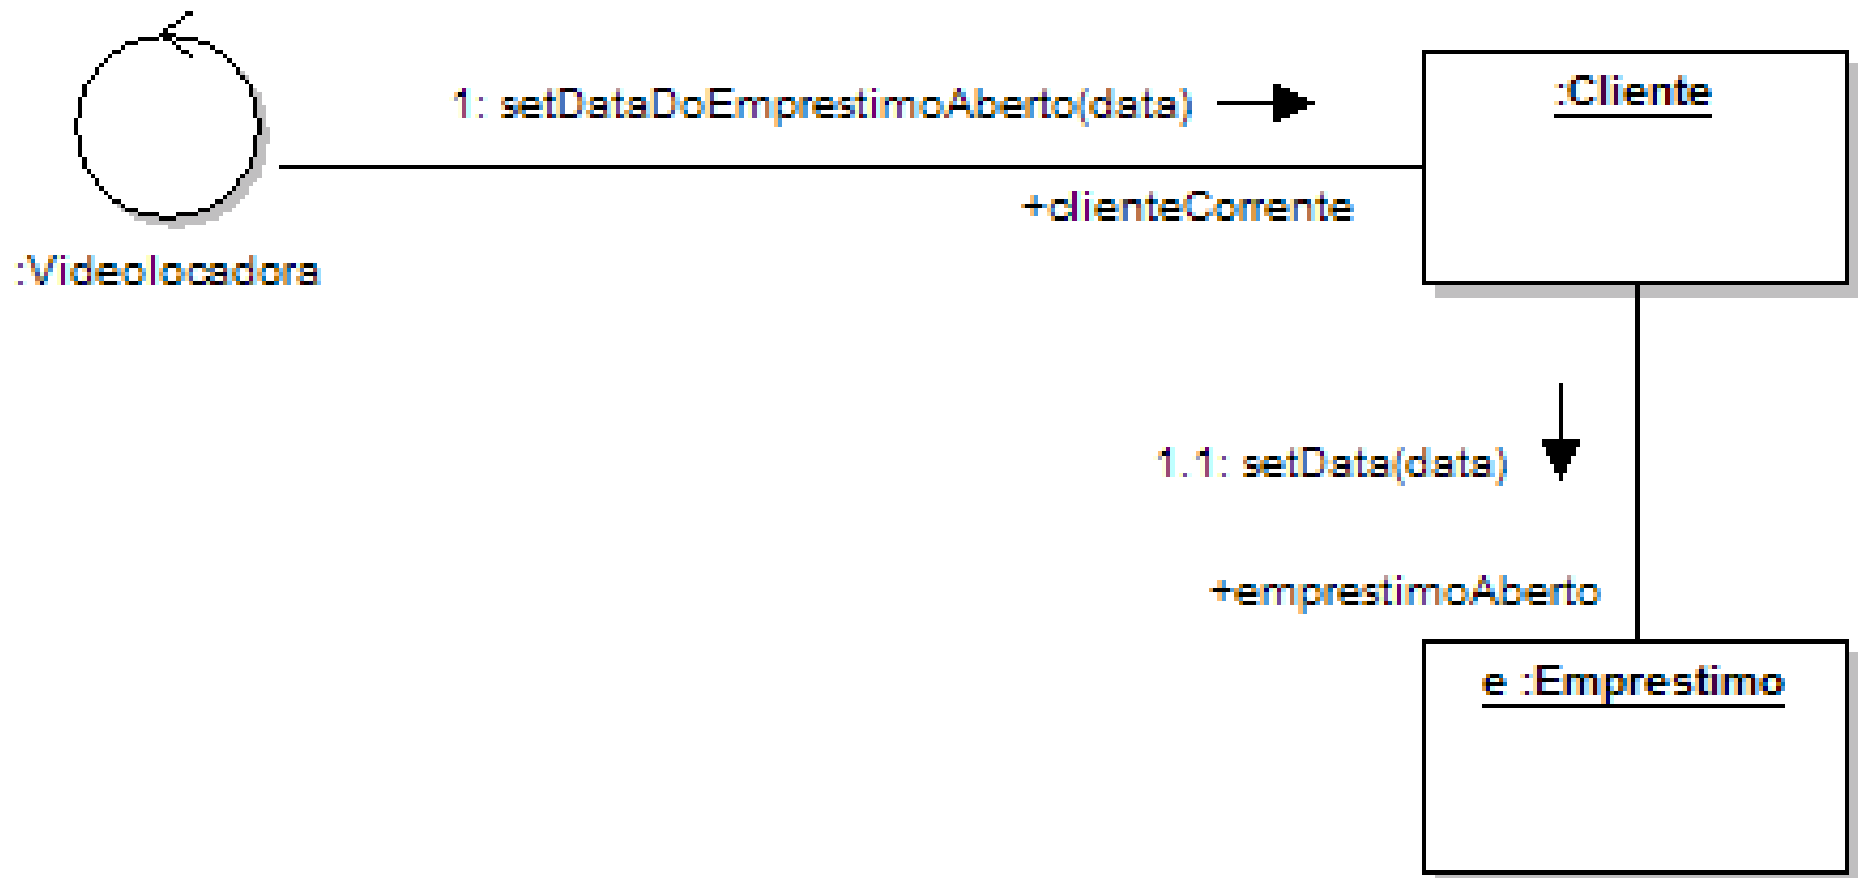 1: setDataDoEmprestimoAberto(data)
:Cliente
+clienteCorrente
:Videolocadora
1.1: setData(data)
+emprestimoAberto
e :Emprestimo